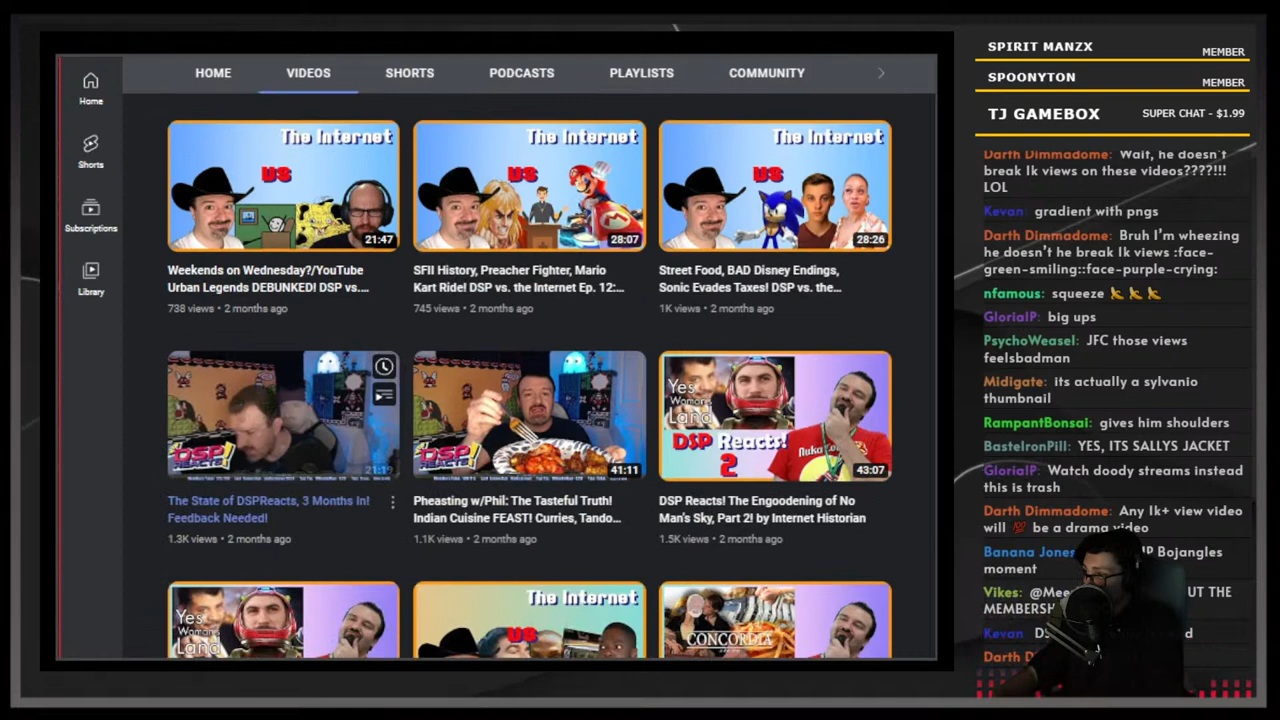 HOME VIDEOS SHORTS PODCASTS PLAYLISTS COMMUNITY
Home
Shorts
Subscriptions
Library
The Internet
US
21:47
Weekends on Wednesday?/YouTube
Urban Legends DEBUNKED! DSP vs....
738 views • 2 months ago
The Internet
US
28:07
SFII History, Preacher Fighter, Mario
Kart Ride! DSP vs. the Internet Ep. 12:...
745 views • 2 months ago
The Internet
US
28:26
Street Food, BAD Disney Endings,
Sonic Evades Taxes! DSP vs. the...
1K views • 2 months ago
DSP
REACTS!
21:19
The State of DSPReacts, 3 Months In!
Feedback Needed!
1.3K views • 2 months ago
DSP
REACTS!
41:11
Pheasting w/Phil: The Tasteful Truth!
Indian Cuisine FEAST! Curries, Tando...
1.1K views • 2 months ago
Yes
Woman's
Land
DSP Reacts!
2
43:07
DSP Reacts! The Engoodening of No
Man's Sky, Part 2! by Internet Historian
1.5K views • 2 months ago
Yes
Woman's
Land
The Internet
US
CONCORDIA
SPIRIT MANZX MEMBER
SPOONYTON MEMBER
TJ GAMEBOX SUPER CHAT - $1.99
Darth Dimmadome: Wait, he doesn't
break 1k views on these videos????!!!
LOL
Kevan: gradient with pngs
Darth Dimmadome: Bruh I'm wheezing
he doesn't he break 1k views :face-
green-smiling::face-purple-crying:
nfamous: squeeze
GloriaIP: big ups
PsychoWeasel: JFC those views
feelsbadman
Midigate: its actually a sylvanio
thumbnail
RampantBonsai: gives him shoulders
BasteIronPill: YES, ITS SALLYS JACKET
GloriaIP: Watch doody streams instead
this is trash
Darth Dimmadome: Any 1k+ view video
will 💯 be a drama video
Banana Jones Bojangles
moment
Vikes: UT THE
Kevan
Darth